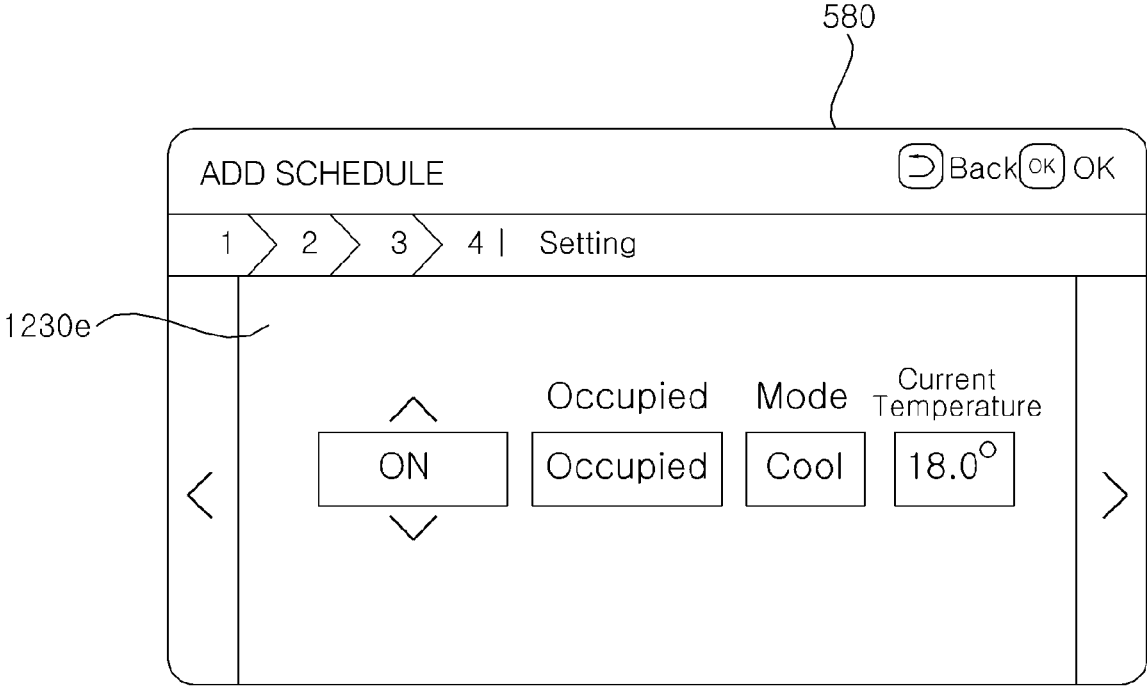 580
ADD SCHEDULE Back OK OK
1 2 3 4 | Setting
1230e
Occupied Mode Current Temperature
ON Occupied Cool 18.0°